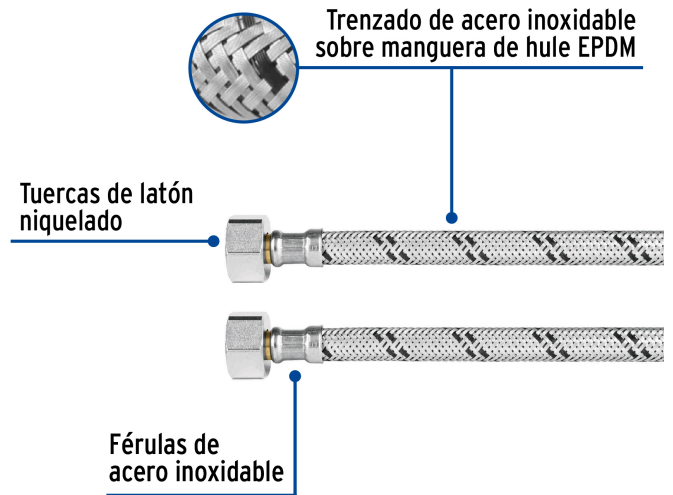 Trenzado de acero inoxidable
sobre manguera de hule EPDM
Tuercas de latón
niquelado
Férulas de
acero inoxidable